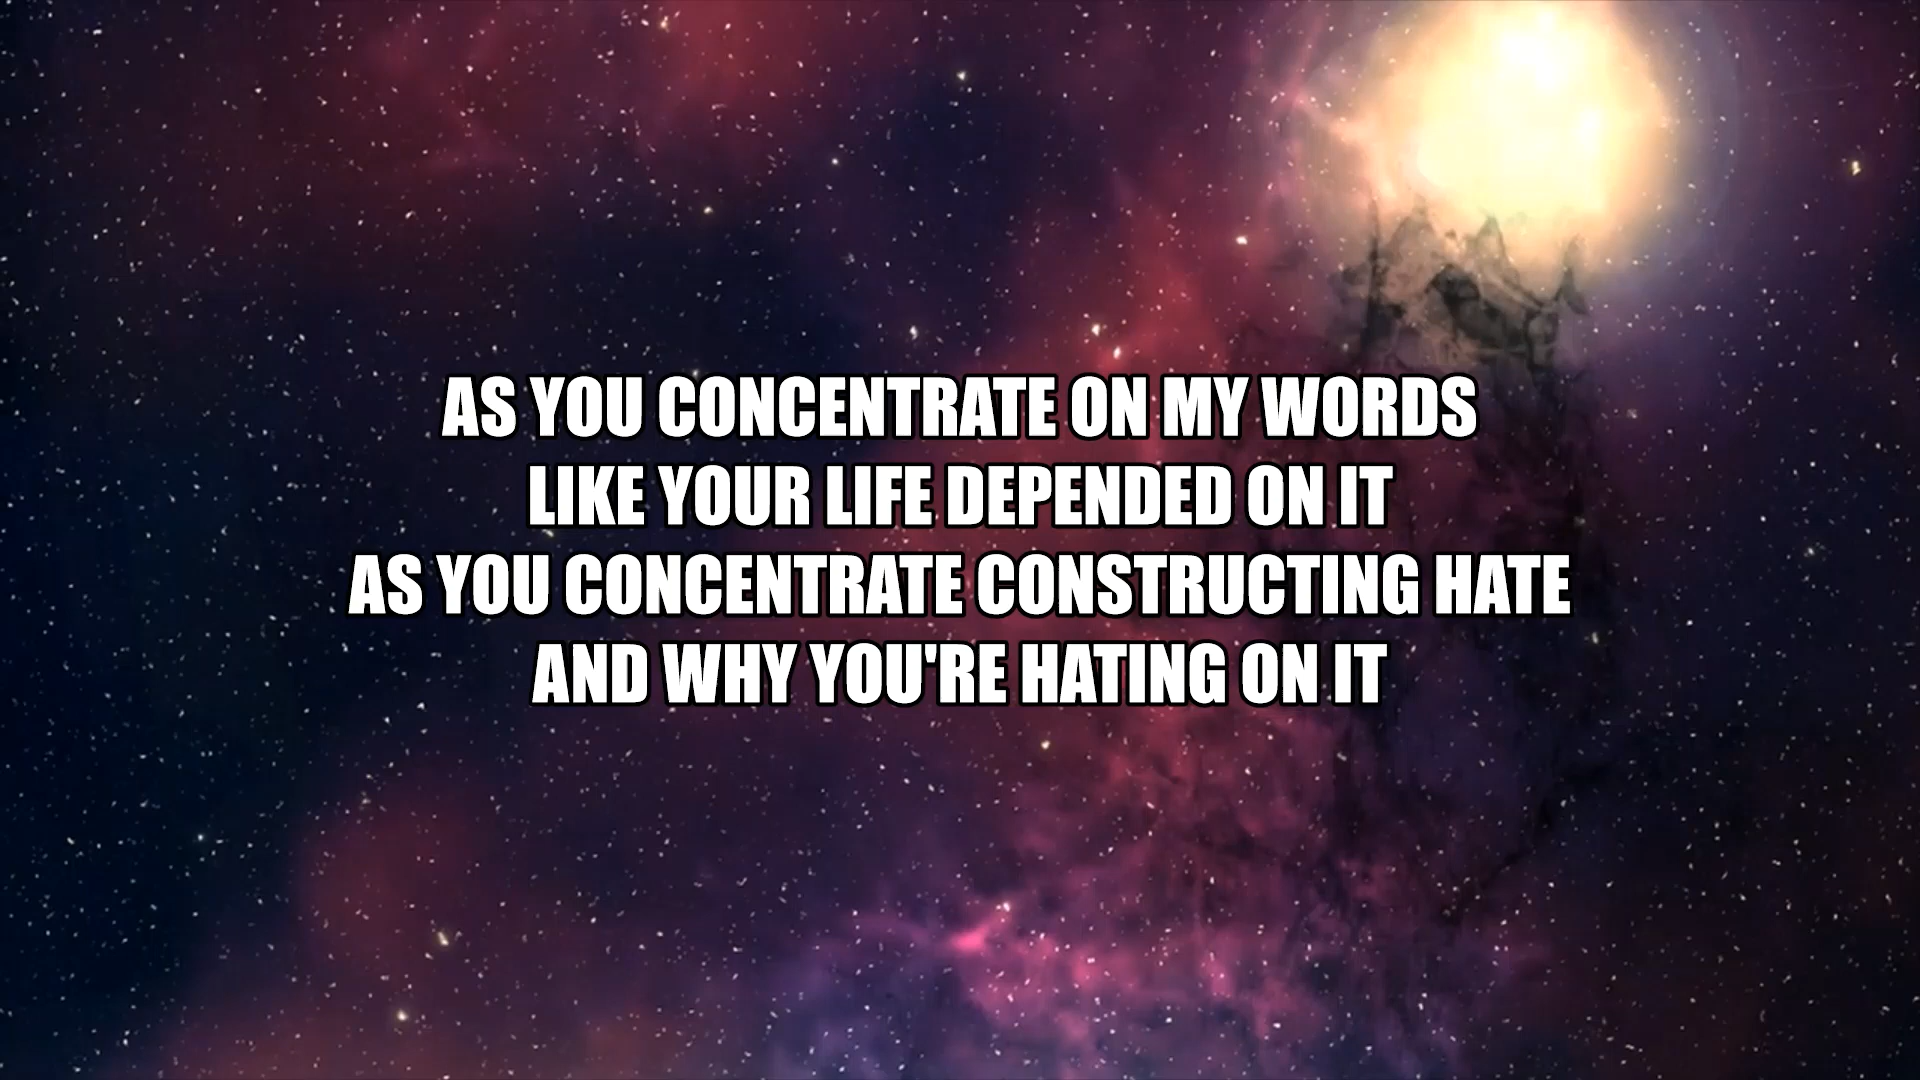 AS YOU CONCENTRATE ON MY WORDS
LIKE YOUR LIFE DEPENDED ON IT
AS YOU CONCENTRATE CONSTRUCTING HATE
AND WHY YOU'RE HATING ON IT